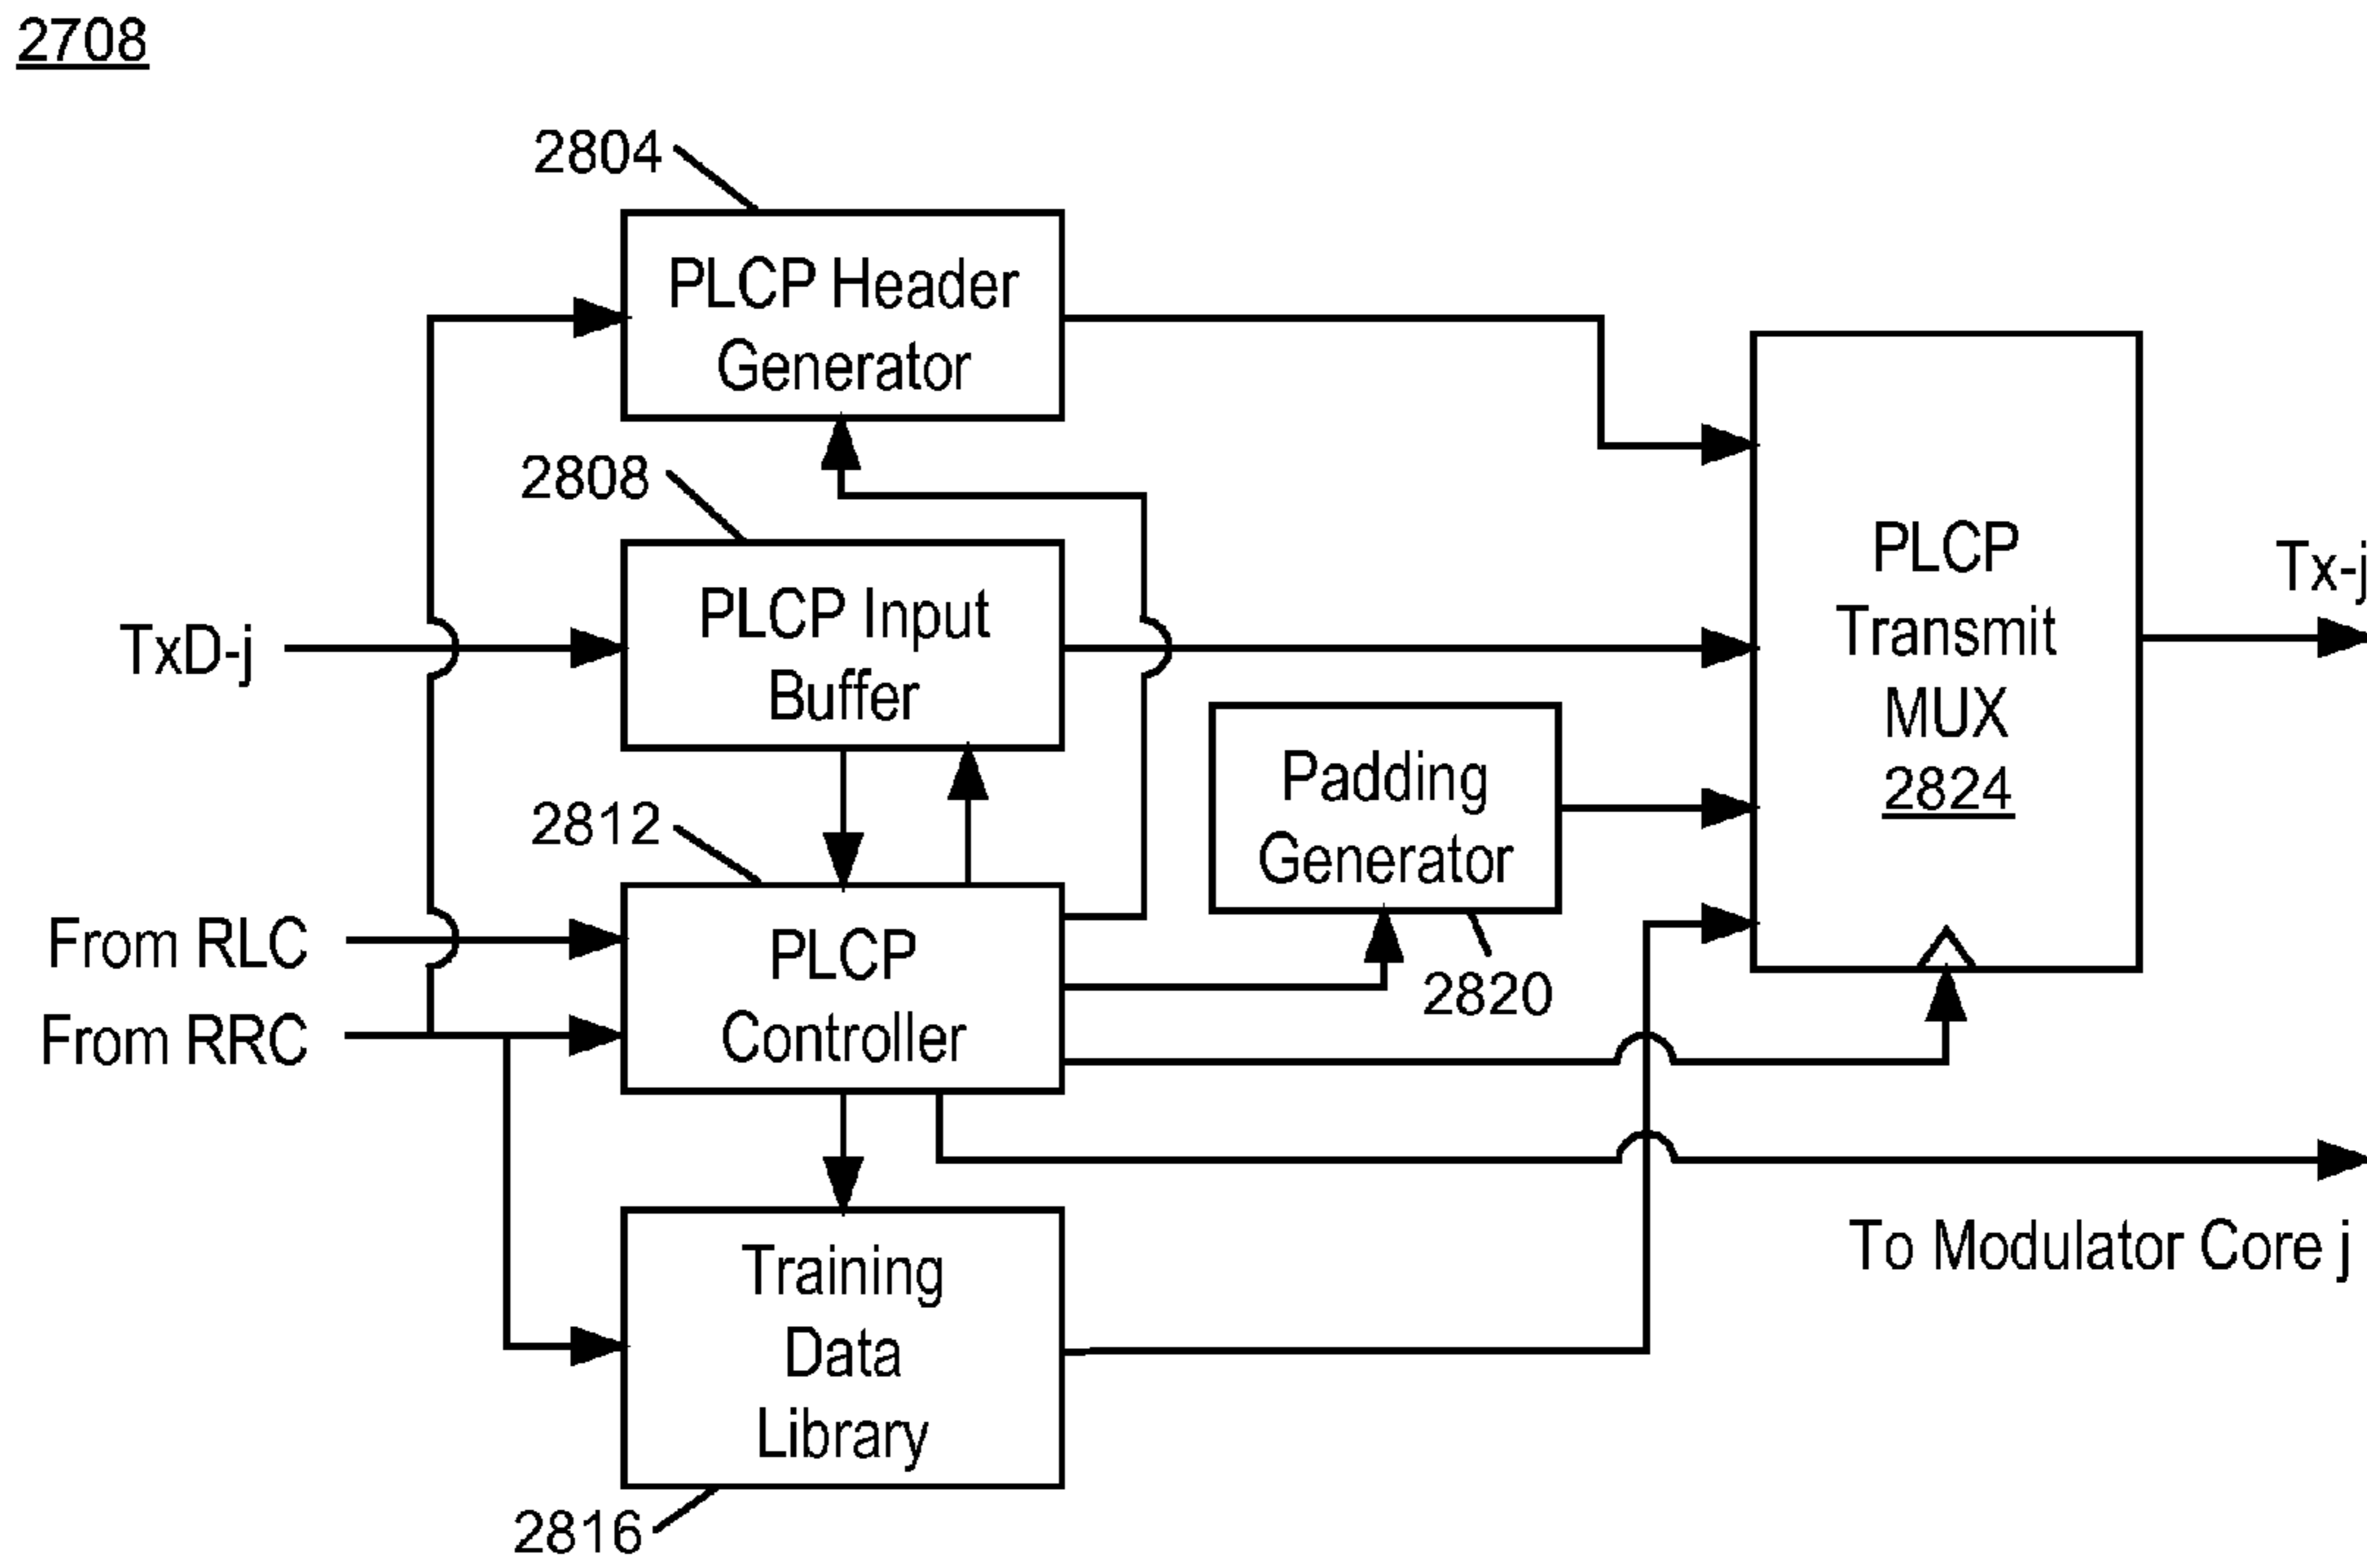 2708
2804
PLCP Header
Generator
2808
PLCP Input
Buffer
TxD-j
PLCP
Transmit
MUX
2824
Tx-j
Padding
Generator
2820
2812
From RLC
From RRC
PLCP
Controller
To Modulator Core j
Training
Data
Library
2816